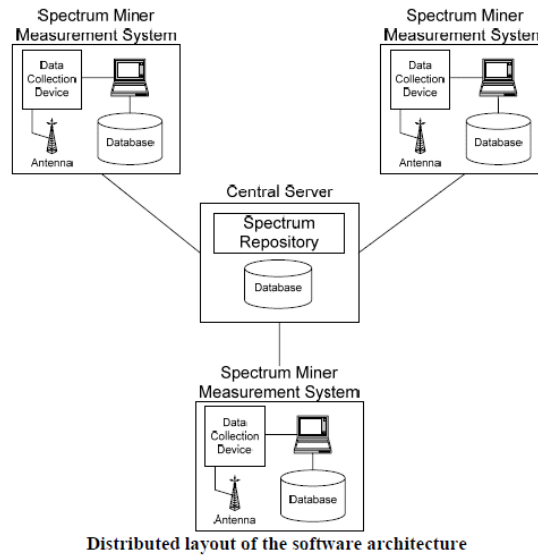 Spectrum Miner
Measurement System
Data
Collection
Device
Antenna
Database
Spectrum Miner
Measurement System
Data
Collection
Device
Antenna
Database
Central Server
Spectrum
Repository
Database
Spectrum Miner
Measurement System
Data
Collection
Device
Antenna
Database
Distributed layout of the software architecture